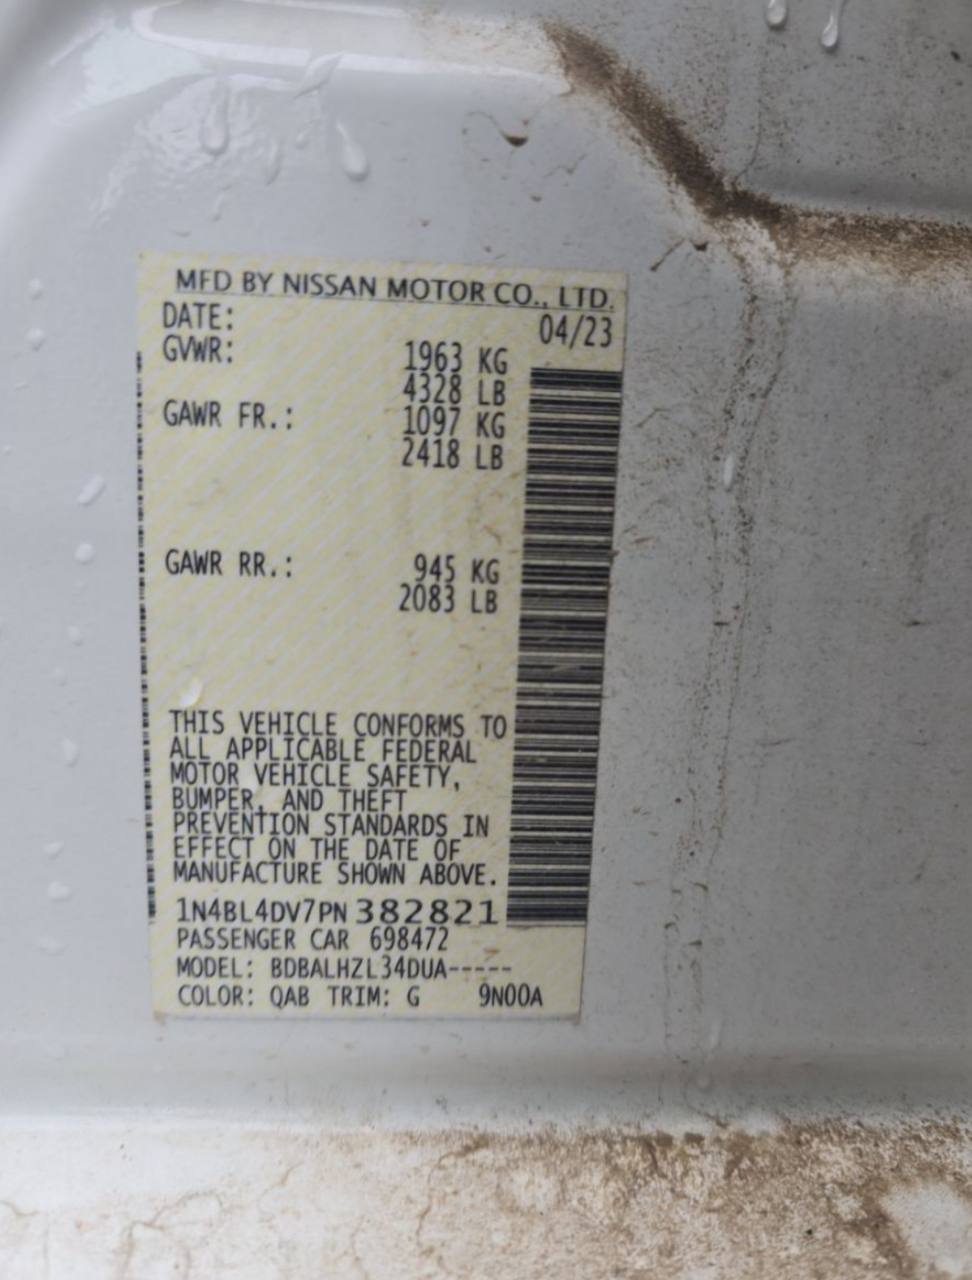 MFD BY NISSAN MOTOR CO., LTD.
DATE: 04/23
GVWR: 1963 KG
4328 LB
GAWR FR.: 1097 KG
2418 LB
GAWR RR.: 945 KG
2083 LB
THIS VEHICLE CONFORMS TO
ALL APPLICABLE FEDERAL
MOTOR VEHICLE SAFETY,
BUMPER, AND THEFT
PREVENTION STANDARDS IN
EFFECT ON THE DATE OF
MANUFACTURE SHOWN ABOVE.
1N4BL4DV7PN382821
PASSENGER CAR 698472
MODEL: BDBALHZL34DUA-----
COLOR: QAB TRIM: G 9N00A